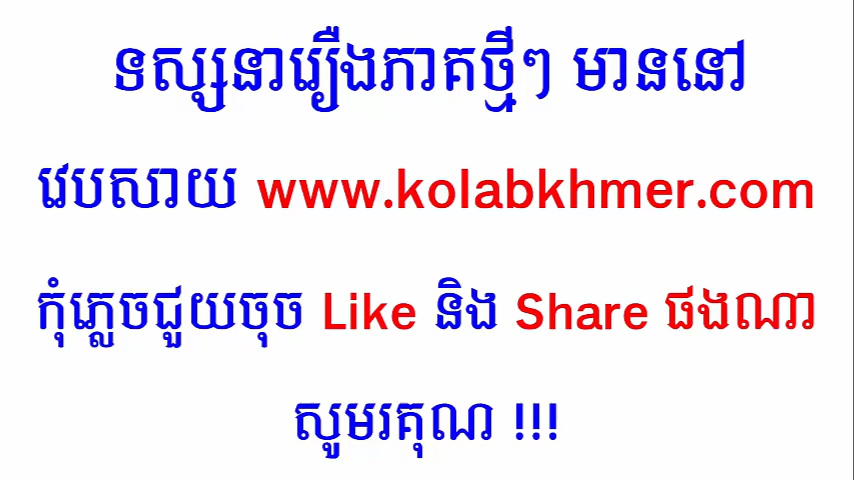 ទស្សនារឿងភាគថ្មីៗ មាននៅ
វេបសាយ www.kolabkhmer.com
កុំភ្លេចជួយចុច Like និង Share ផងណា
សូមរគុណ !!!